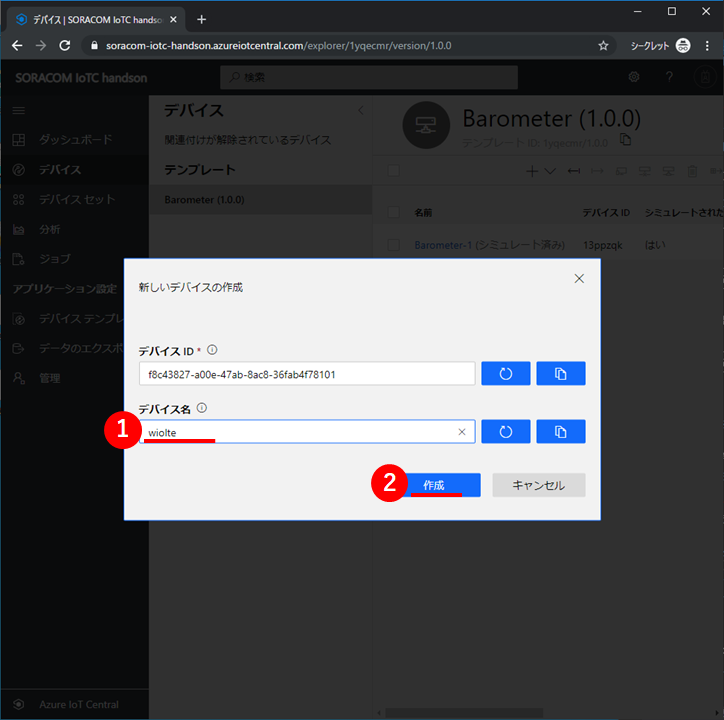 デバイス | SORACOM IoTC handson
soracom-iotc-handson.azureiotcentral.com/explorer/1yqecmr/version/1.0.0
シークレット
SORACOM IoTC handson
検索
?
ダッシュボード
デバイス
デバイス セット
分析
ジョブ
アプリケーション設定
デバイス テンプレ
データのエクスポ
管理
Azure IoT Central
デバイス
関連付けが解除されているデバイス
テンプレート
Barometer (1.0.0)
Barometer (1.0.0)
テンプレート ID: 1yqecmr/1.0.0
名前 デバイス ID シミュレートされた
Barometer-1 (シミュレート済み) 13ppzqk はい
新しいデバイスの作成
デバイス ID *
f8c43827-a00e-47ab-8ac8-36fab4f78101
デバイス名
1 wiolte
2 作成 キャンセル